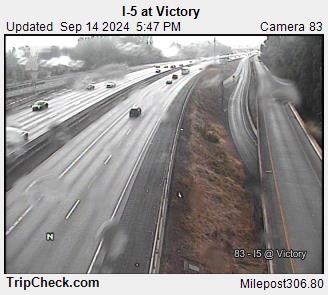 I-5 at Victory
Updated Sep 14 2024 5:47 PM Camera 83
N
83 - I5 @ Victory
TripCheck.com Milepost306.80